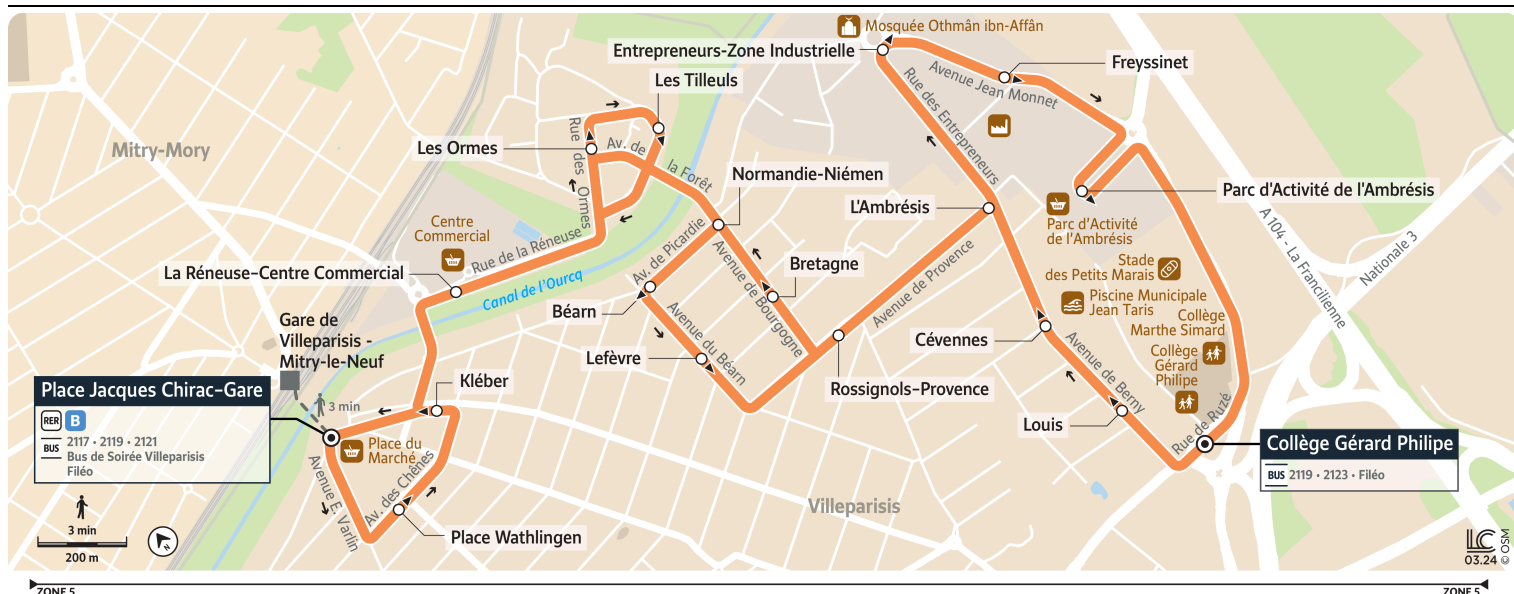 Mosquée Othmân ibn-Affân
Entrepreneurs-Zone Industrielle
Freyssinet
Les Tilleuls
Avenue Jean Monnet
Rue des Entrepreneurs
Mitry-Mory
Les Ormes
Rue des Ormes
Av. de la Forêt
Normandie-Niémen
Parc d'Activité de l'Ambrésis
L'Ambrésis
Parc d'Activité
de l'Ambrésis
A 104 - La Francilienne
Nationale 3
Centre
Commercial
Rue de la Réneuse
Av. de Picardie
Avenue de Bourgogne
Bretagne
Avenue de Provence
Stade
des Petits Marais
La Réneuse-Centre Commercial
Canal de l'Ourcq
Piscine Municipale
Jean Taris
Collège
Marthe Simard
Béarn
Avenue du Béarn
Gare de
Villeparisis -
Mitry-le-Neuf
Cévennes
Avenue de Berny
Collège
Gérard
Philipe
Lefèvre
Kléber
Rossignols-Provence
Place Jacques Chirac-Gare
RER B
BUS
2117 • 2119 • 2121
Bus de Soirée Villeparisis
Filéo
3 min
Place du
Marché
Louis
Rue de Ruzé
Collège Gérard Philipe
BUS 2119 • 2123 • Filéo
Avenue E. Varlin
Av. des Chênes
Villeparisis
Place Wathlingen
3 min
200 m
N
LC
03.24
© OSM
ZONE 5
ZONE 5